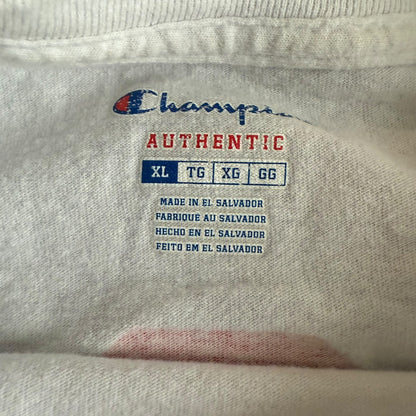 Champion
AUTHENTIC
XL TG XG GG
MADE IN EL SALVADOR
FABRIQUÉ AU SALVADOR
HECHO EN EL SALVADOR
FEITO EM EL SALVADOR